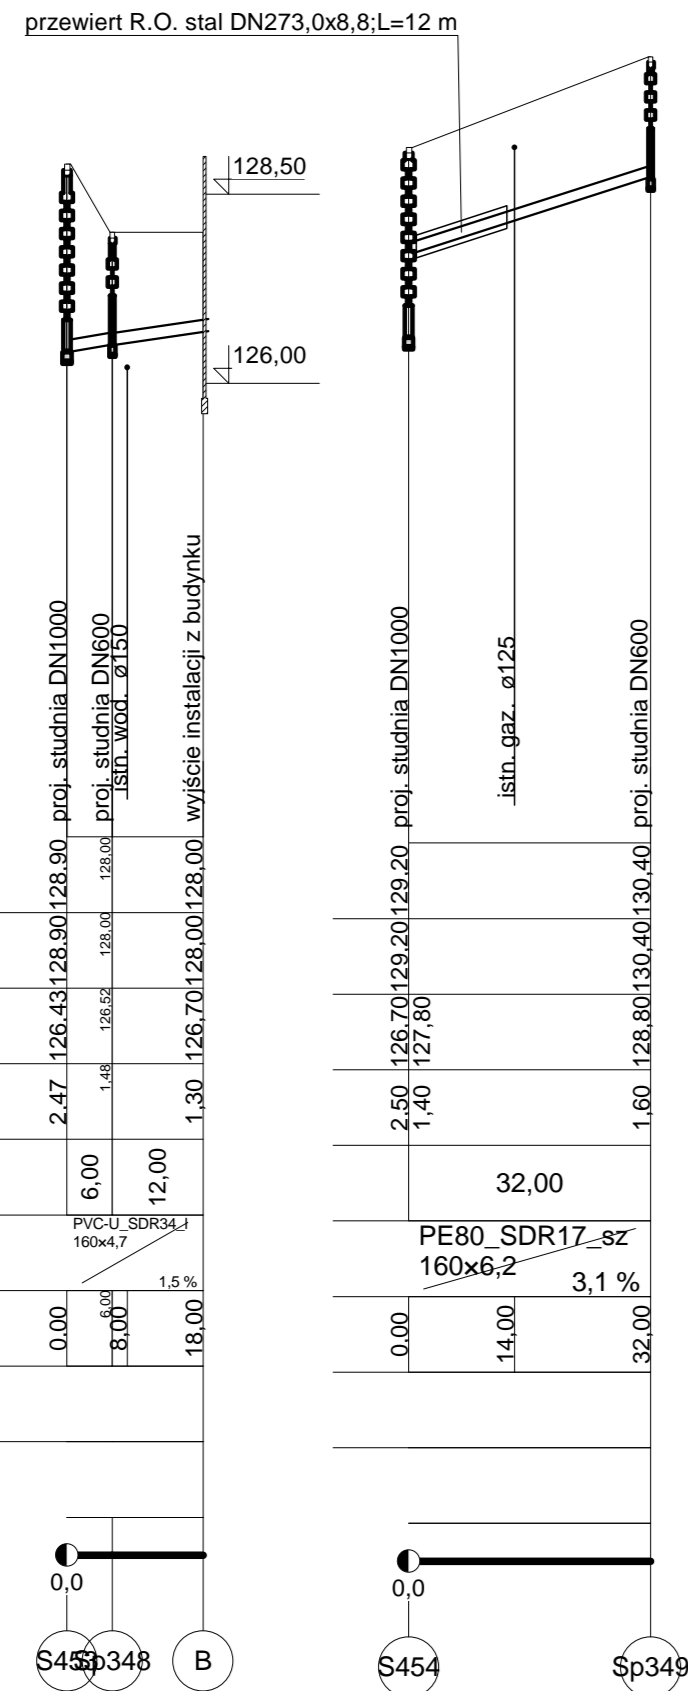 przewiert R.O. stal DN273,0x8,8;L=12 m
128,50
126,00
proj. studnia DN1000
proj. studnia DN600
istn. wod. ø150
wyjście instalacji z budynku
proj. studnia DN1000
istn. gaz. ø125
proj. studnia DN600
128.90 128.00 128,00 129,20 130,40
128.90 128.00 128,00 129,20 130,40
126.43 126,52 126,70 126,70 127,80 128,80
2.47 1,48 1,30 2,50 1,40 1,60
6,00 12,00 32,00
PVC-U_SDR34_ł
160×4,7
1,5 %
PE80_SDR17_sz
160×6,2
3,1 %
0.00 6,00 8,00 18,00 0.00 14,00 32,00
0,0 0,0
S453 Sp348 B S454 Sp349